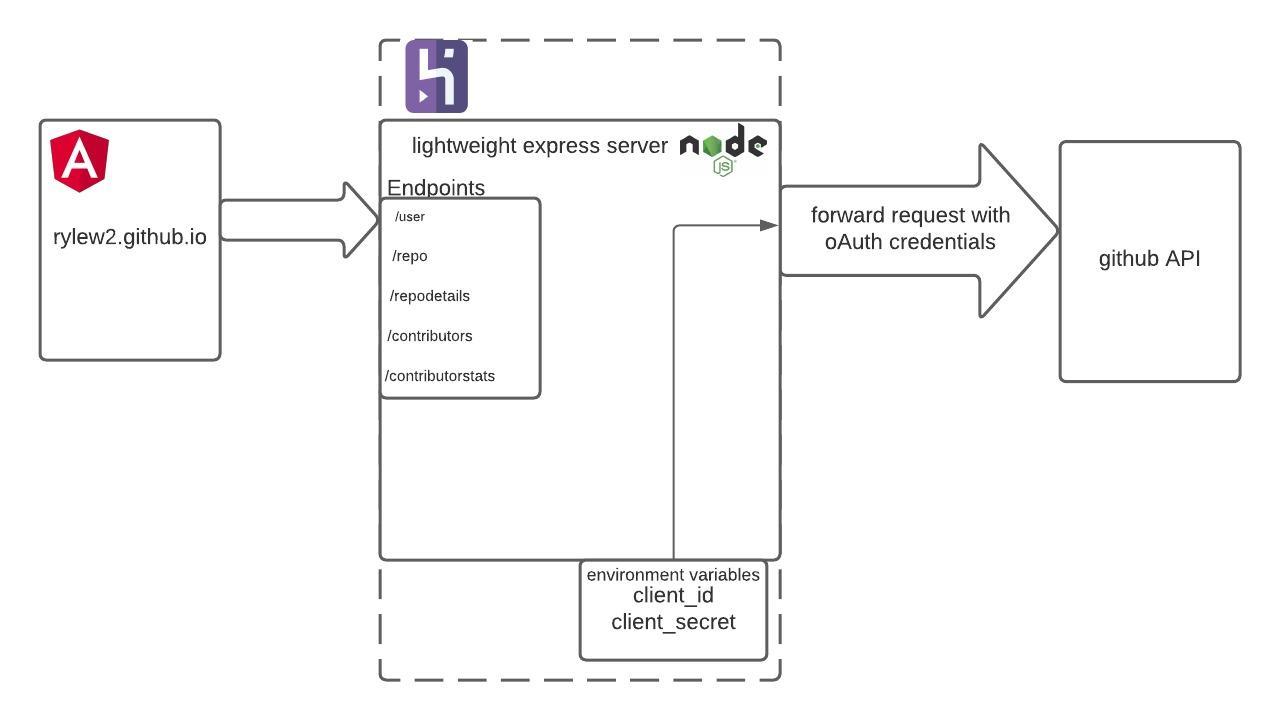 A
rylew2.github.io
lightweight express server
node
JS
Endpoints
/user
/repo
/repodetails
/contributors
/contributorstats
forward request with
oAuth credentials
github API
environment variables
client_id
client_secret